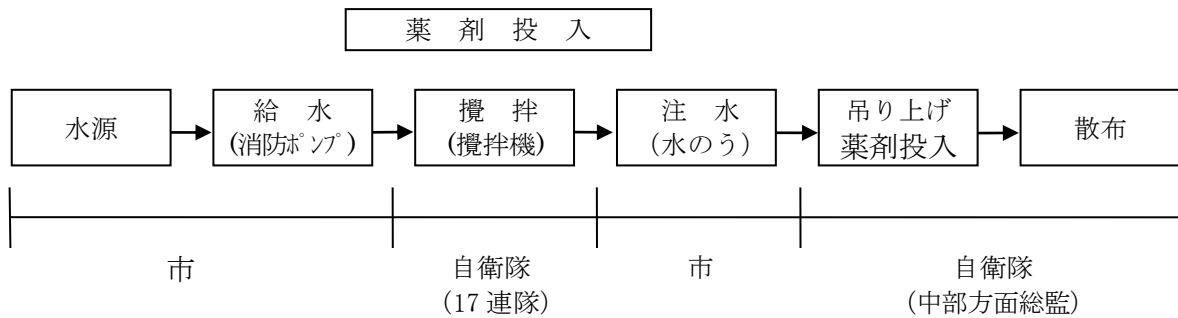 薬 剤 投 入
水源
給 水
(消防ポンプ)
攪 拌
(攪拌機)
注 水
(水のう)
吊り上げ
薬剤投入
散布
市
自衛隊
(17 連隊)
市
自衛隊
(中部方面総監)